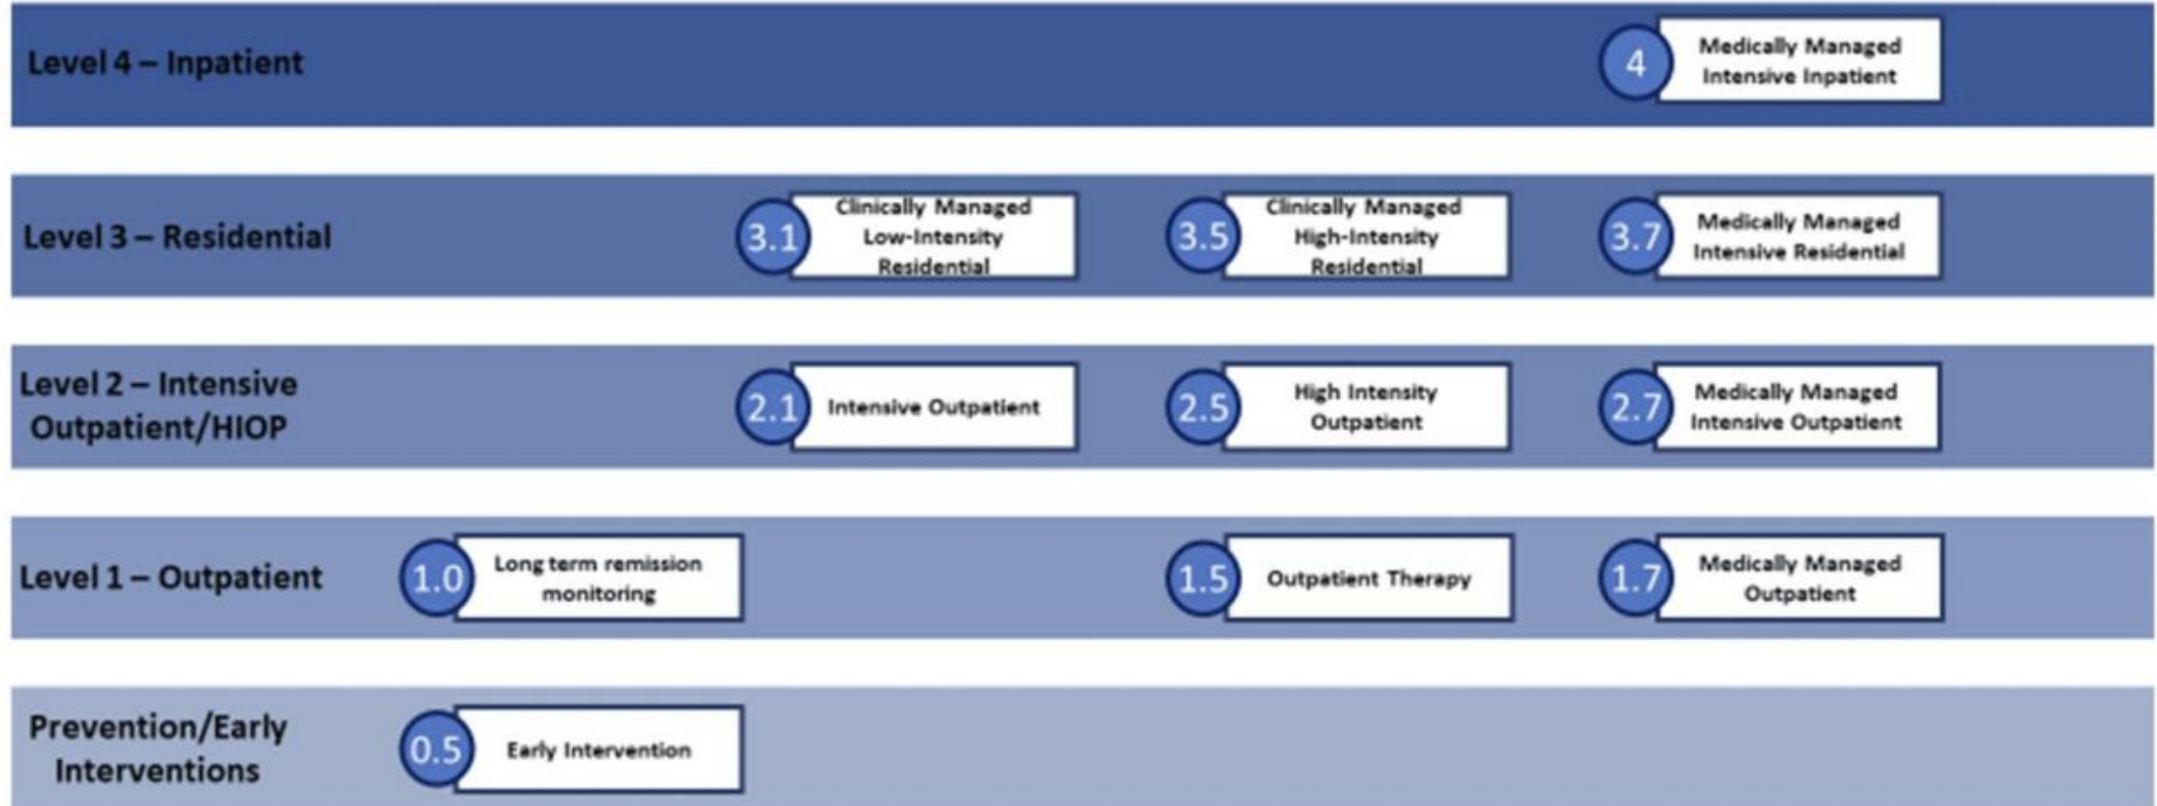 Level 4 – Inpatient
4
Medically Managed
Intensive Inpatient
Level 3 – Residential
3.1
Clinically Managed
Low-Intensity
Residential
3.5
Clinically Managed
High-Intensity
Residential
3.7
Medically Managed
Intensive Residential
Level 2 – Intensive
Outpatient/HIOP
2.1
Intensive Outpatient
2.5
High Intensity
Outpatient
2.7
Medically Managed
Intensive Outpatient
Level 1 – Outpatient
1.0
Long term remission
monitoring
1.5
Outpatient Therapy
1.7
Medically Managed
Outpatient
Prevention/Early
Interventions
0.5
Early Intervention